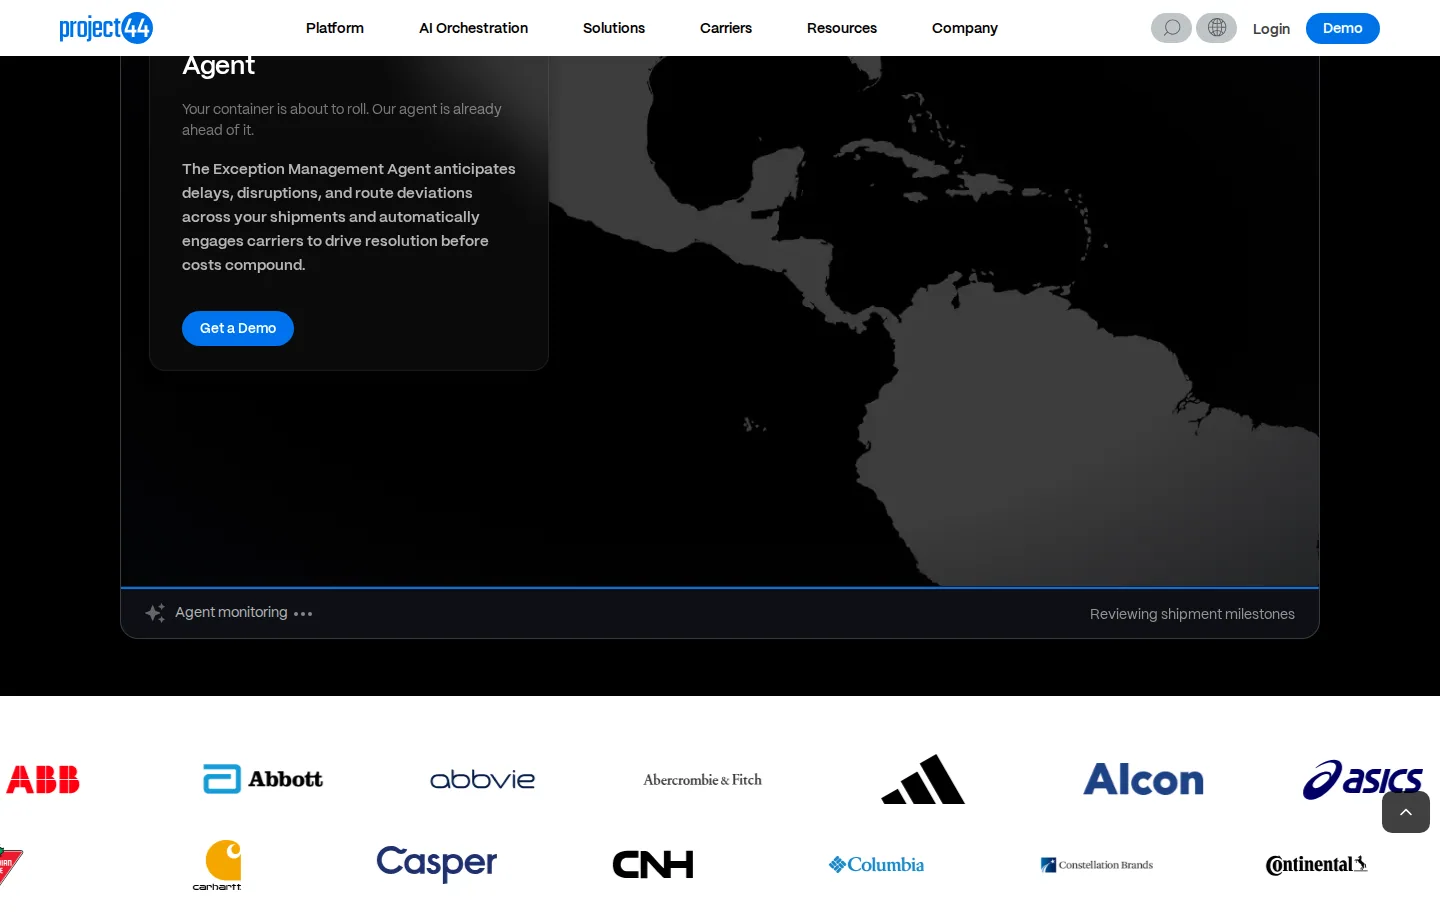 project44
Platform
AI Orchestration
Solutions
Carriers
Resources
Company
Login
Demo
Agent
Your container is about to roll. Our agent is already
ahead of it.
The Exception Management Agent anticipates
delays, disruptions, and route deviations
across your shipments and automatically
engages carriers to drive resolution before
costs compound.
Get a Demo
Agent monitoring
Reviewing shipment milestones
ABB
Abbott
abbvie
Abercrombie & Fitch
Alcon
asics
carhartt
Casper
CNH
Columbia
Constellation Brands
Continental